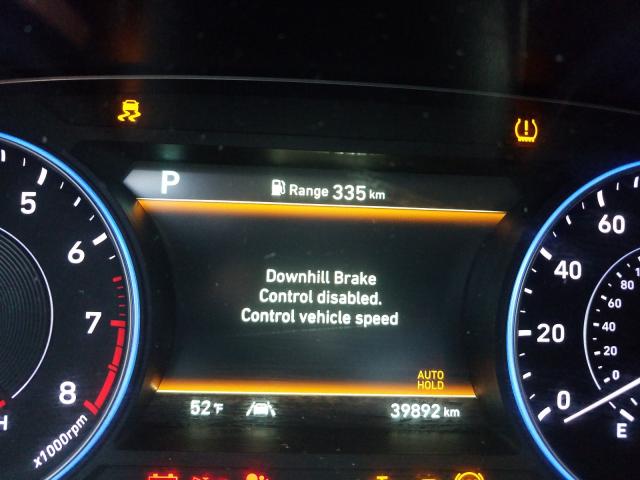 P
Range 335 km
5
6
7
8
x1000rpm
H
Downhill Brake
Control disabled.
Control vehicle speed
AUTO
HOLD
52 °F
39892 km
60
40
20
0
80
60
40
20
0
E